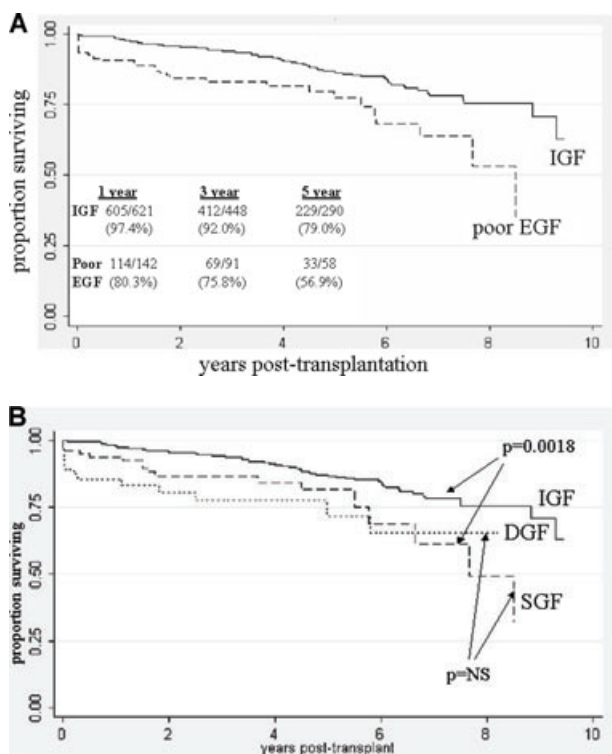 A
proportion surviving
1.00
0.75
0.50
0.25
0.00
1 year 3 year 5 year
IGF 605/621 412/448 229/290
(97.4%) (92.0%) (79.0%)
Poor 114/142 69/91 33/58
EGF (80.3%) (75.8%) (56.9%)
IGF
poor EGF
0 2 4 6 8 10
years post-transplantation
B
proportion surviving
1.00
0.75
0.50
0.25
0.00
p=0.0018
IGF
DGF
SGF
p=NS
0 2 4 6 8 10
years post-transplant